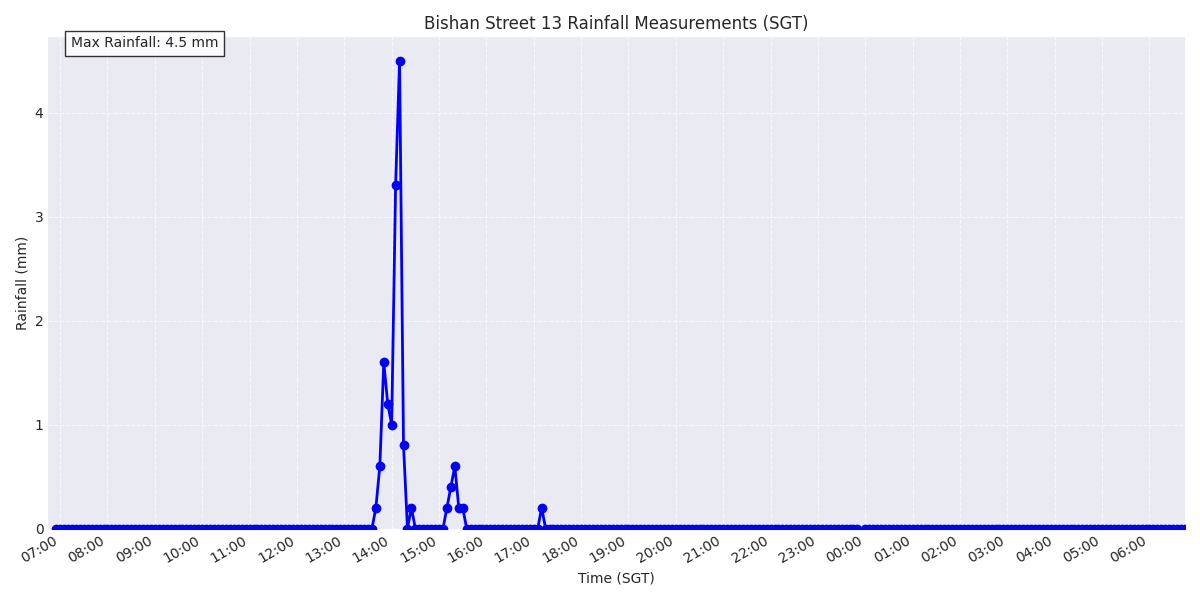 Bishan Street 13 Rainfall Measurements (SGT)
Max Rainfall: 4.5 mm
Rainfall (mm)
4
3
2
1
0
07:00 08:00 09:00 10:00 11:00 12:00 13:00 14:00 15:00 16:00 17:00 18:00 19:00 20:00 21:00 22:00 23:00 00:00 01:00 02:00 03:00 04:00 05:00 06:00
Time (SGT)